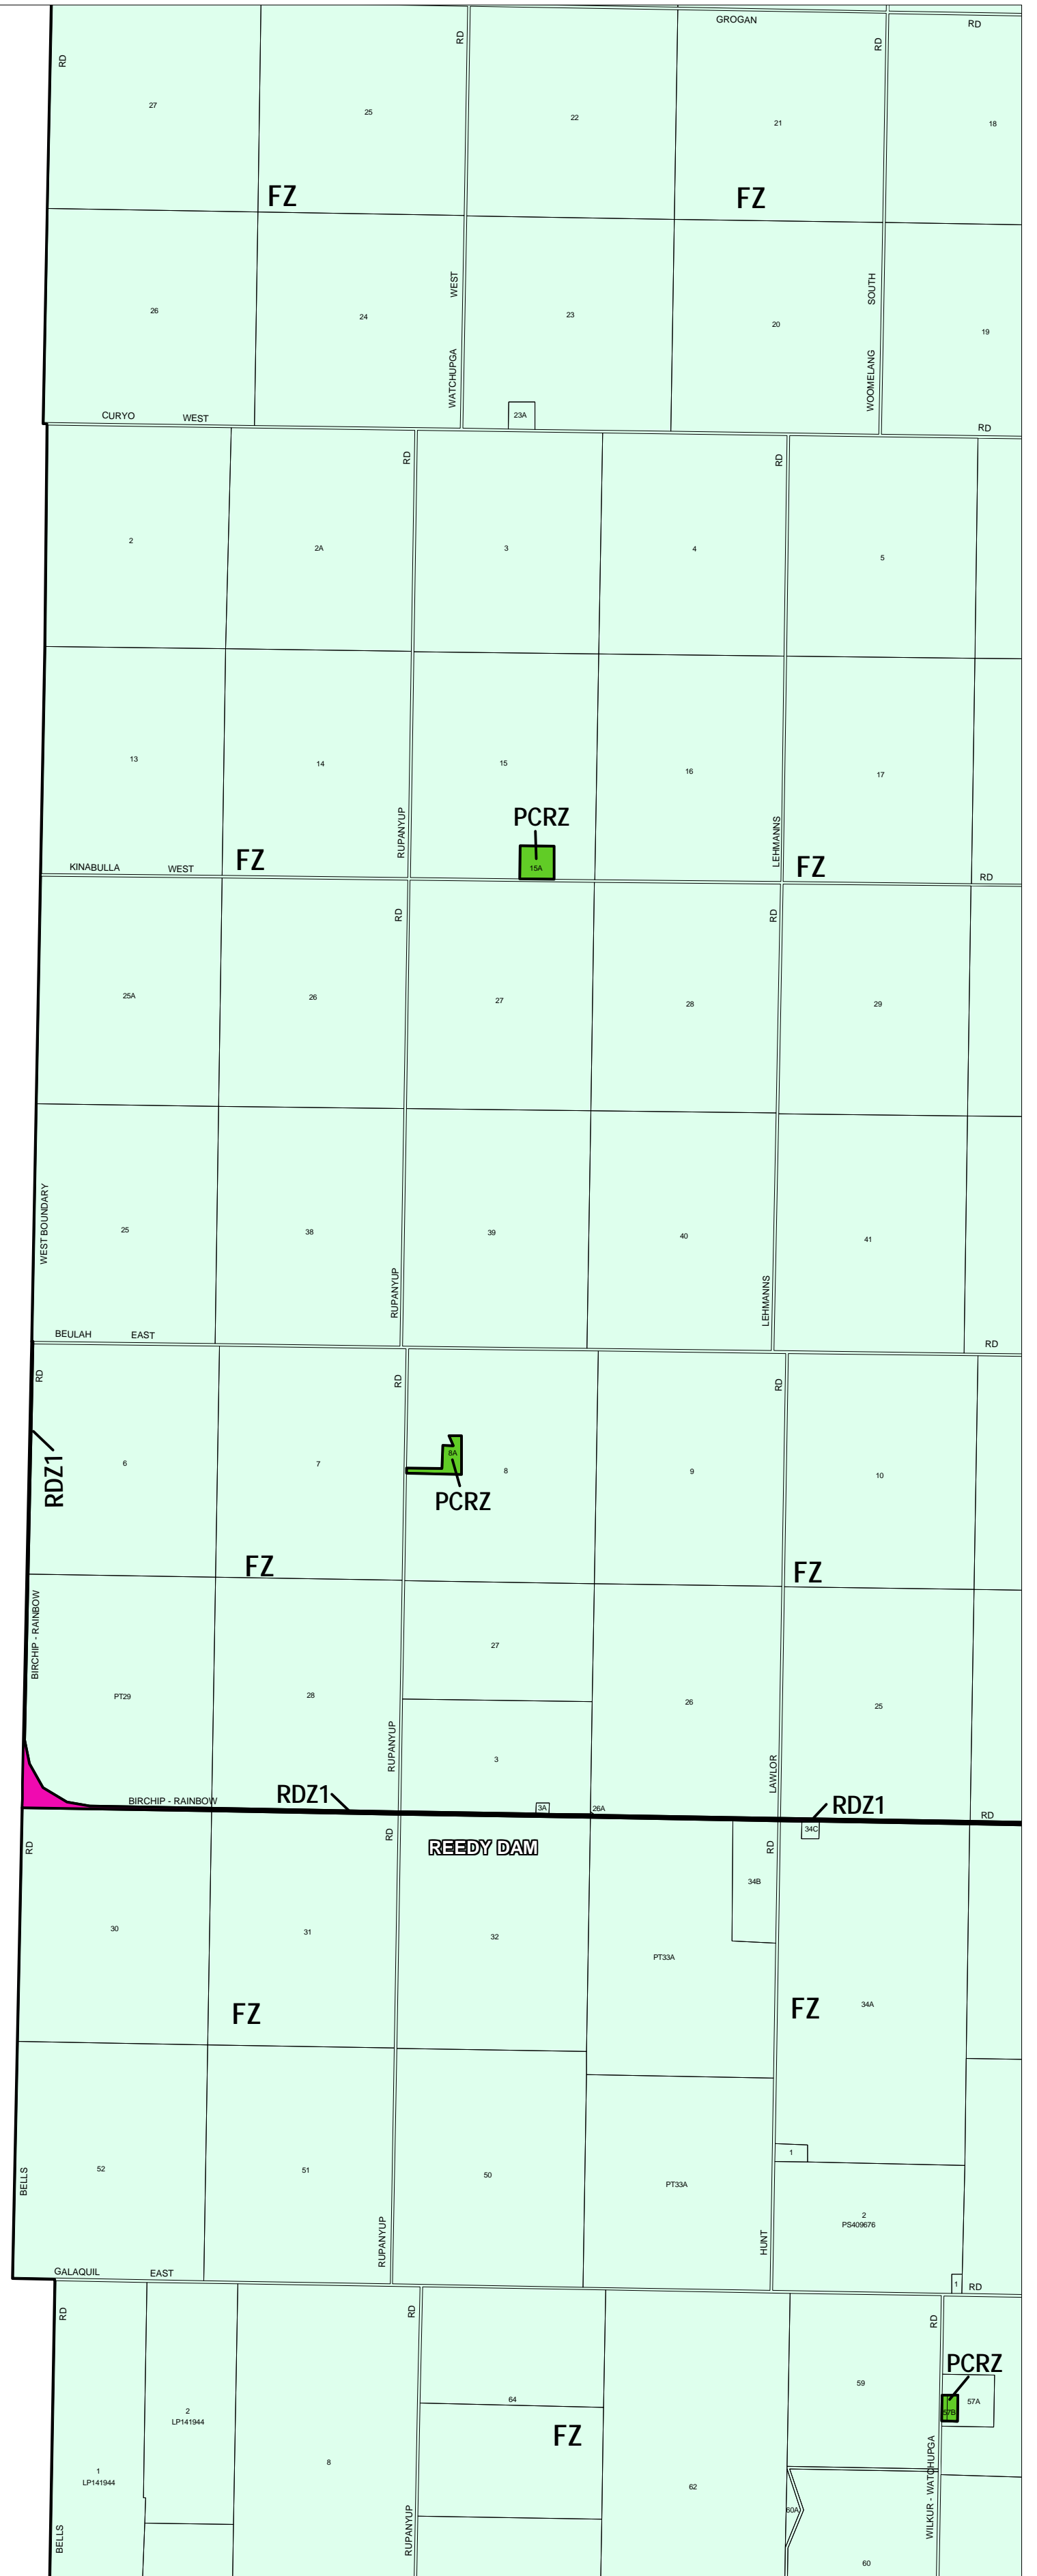 GROGAN
RD
RD
RD
RD
27
25
22
21
18
FZ
FZ
WEST
SOUTH
26
24
23
20
19
WATCHUPGA
WOOMELANG
23A
CURYO WEST
RD
RD
RD
2
2A
3
4
5
13
14
15
16
17
PCRZ
RUPANYUP
LEHMANNS
FZ
FZ
15A
KINABULLA WEST
RD
RD
RD
25A
26
27
28
29
WEST BOUNDARY
25
38
39
40
41
RUPANYUP
LEHMANNS
BEULAH EAST
RD
RD
RD
RD
8A
RDZ1
6
7
8
9
10
PCRZ
FZ
FZ
BIRCHIP - RAINBOW
27
PT29
28
26
25
RUPANYUP
3
LAWLOR
BIRCHIP - RAINBOW
RDZ1
3A
26A
RDZ1
RD
34C
RD
RD
REEDY DAM
RD
34B
30
31
32
PT33A
FZ
FZ
34A
1
BELLS
52
51
50
PT33A
2
PS409676
RUPANYUP
HUNT
GALAQUIL EAST
1
RD
RD
RD
RD
PCRZ
59
57A
64
57B
2
LP141944
FZ
1
LP141944
8
62
WILKUR - WATCHUPGA
60A
BELLS
RUPANYUP
60